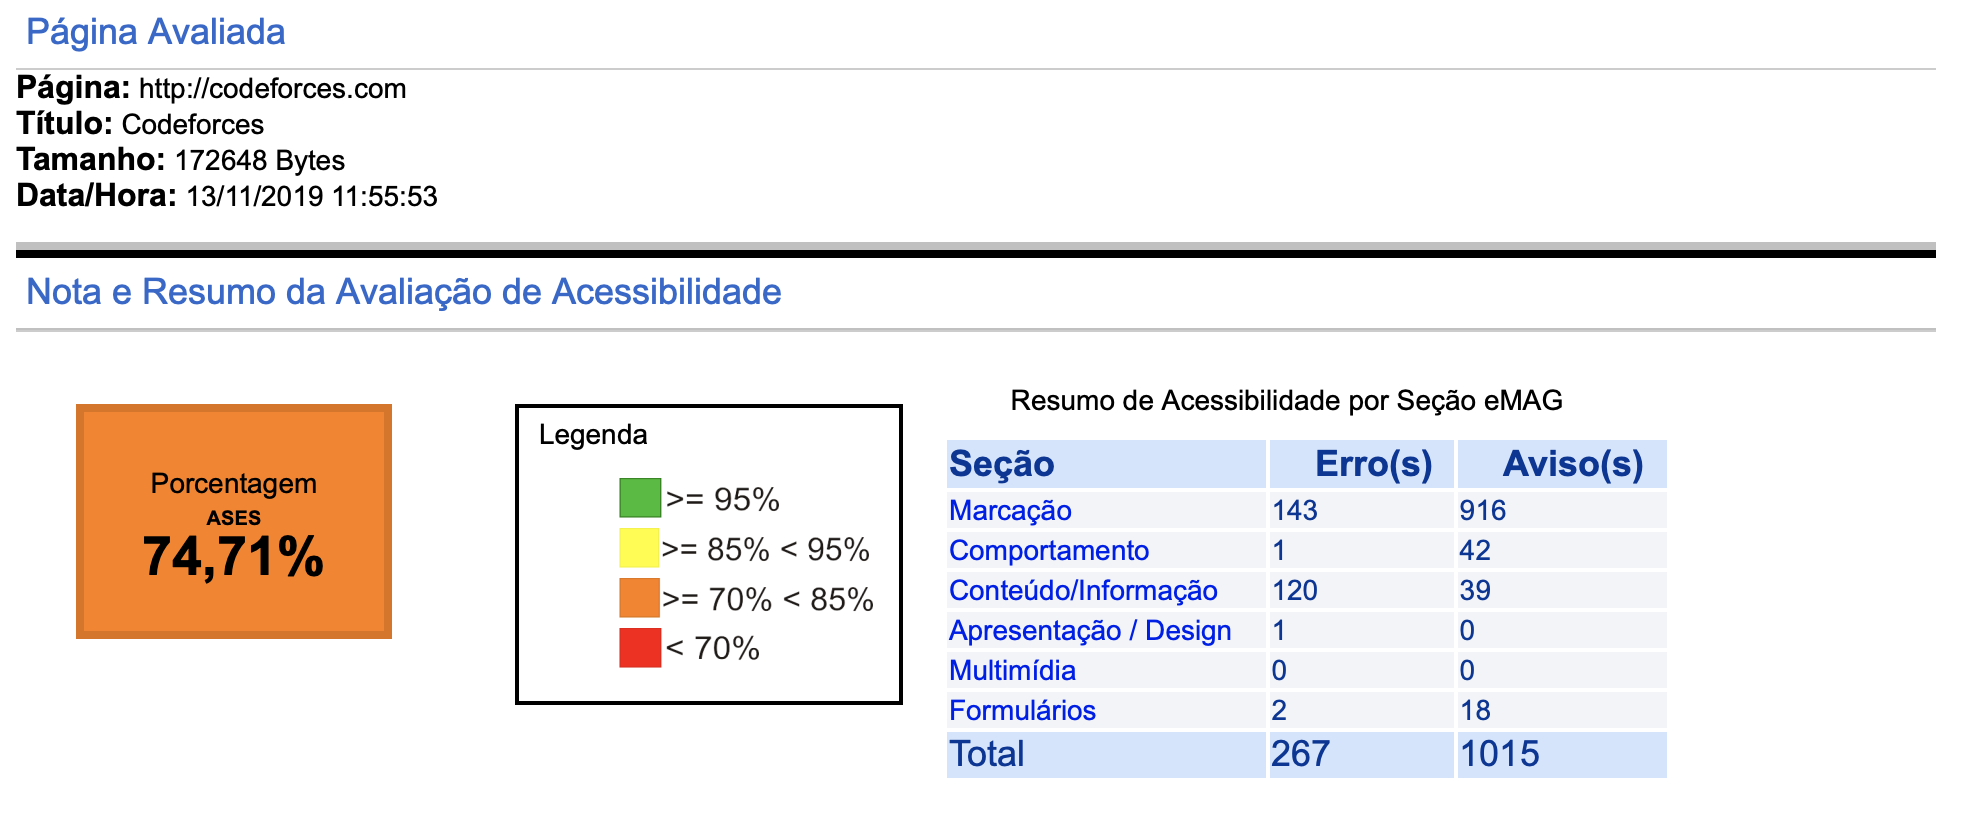 Página Avaliada
Página: http://codeforces.com
Título: Codeforces
Tamanho: 172648 Bytes
Data/Hora: 13/11/2019 11:55:53
Nota e Resumo da Avaliação de Acessibilidade
Porcentagem
ASES
74,71%
Legenda
>= 95%
>= 85% < 95%
>= 70% < 85%
< 70%
Resumo de Acessibilidade por Seção eMAG
Seção Erro(s) Aviso(s)
Marcação 143 916
Comportamento 1 42
Conteúdo/Informação 120 39
Apresentação / Design 1 0
Multimídia 0 0
Formulários 2 18
Total 267 1015